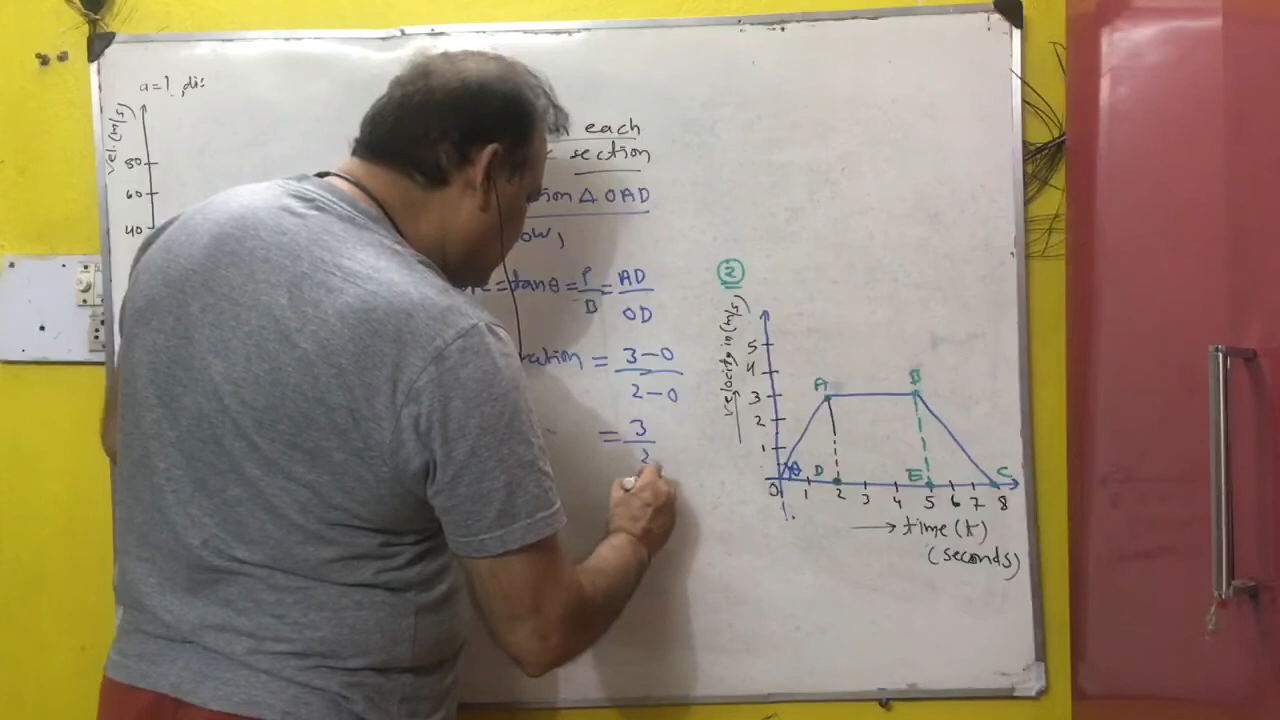 a=?, dis
vel. (m/s)
80
60
40
each
section
Δ OAD
=tanθ=P/B=AD/OD
= 3-0/2-0
= 3/2
②
velocity in (m/s)
5
4
3
2
1
A B
θ D E C
0 1 2 3 4 5 6 7 8
→ time (t)
(seconds)